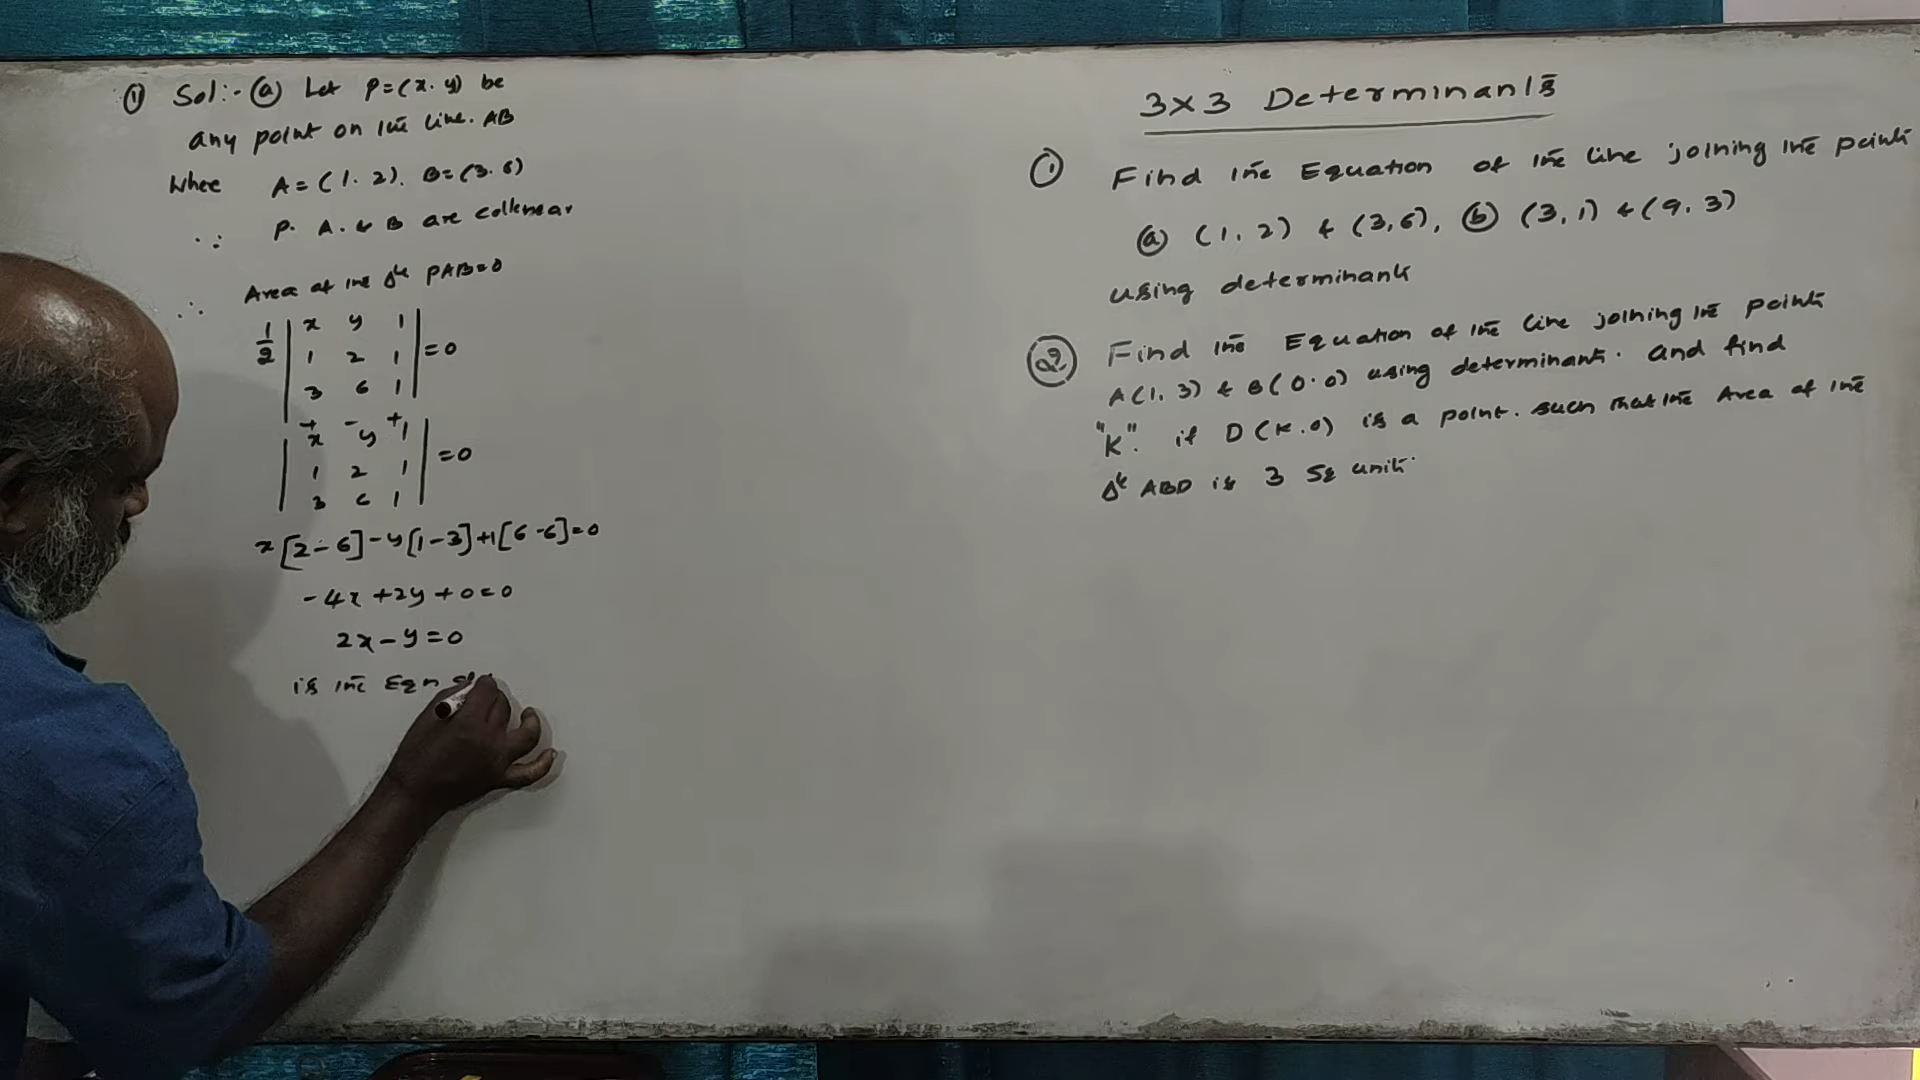 ① Sol:- ⓐ Let P=(x. y) be
any point on the line. AB
Whee A=(1. 2). B=(3. 6)
∵ P. A. & B are collenear
∴ Area of the Δle PAB=0
1/2 | x y 1 |
| 1 2 1 | =0
| 3 6 1 |
+ - +
| x y 1 |
| 1 2 1 | =0
| 3 6 1 |
x[2-6]-y[1-3]+1[6-6]=0
-4x+2y+0=0
2x-y=0
is the Eqn
3×3 Determinants
① Find the Equation of the line joining the points
ⓐ (1, 2) & (3,6), ⓑ (3,1) & (9.3)
using determinants
② Find the Equation of the line joining the points
A(1, 3) & B(0.0) using determinants. and find
"K". if D(K.0) is a point. such that the Area of the
Δle ABD is 3 Sq units.